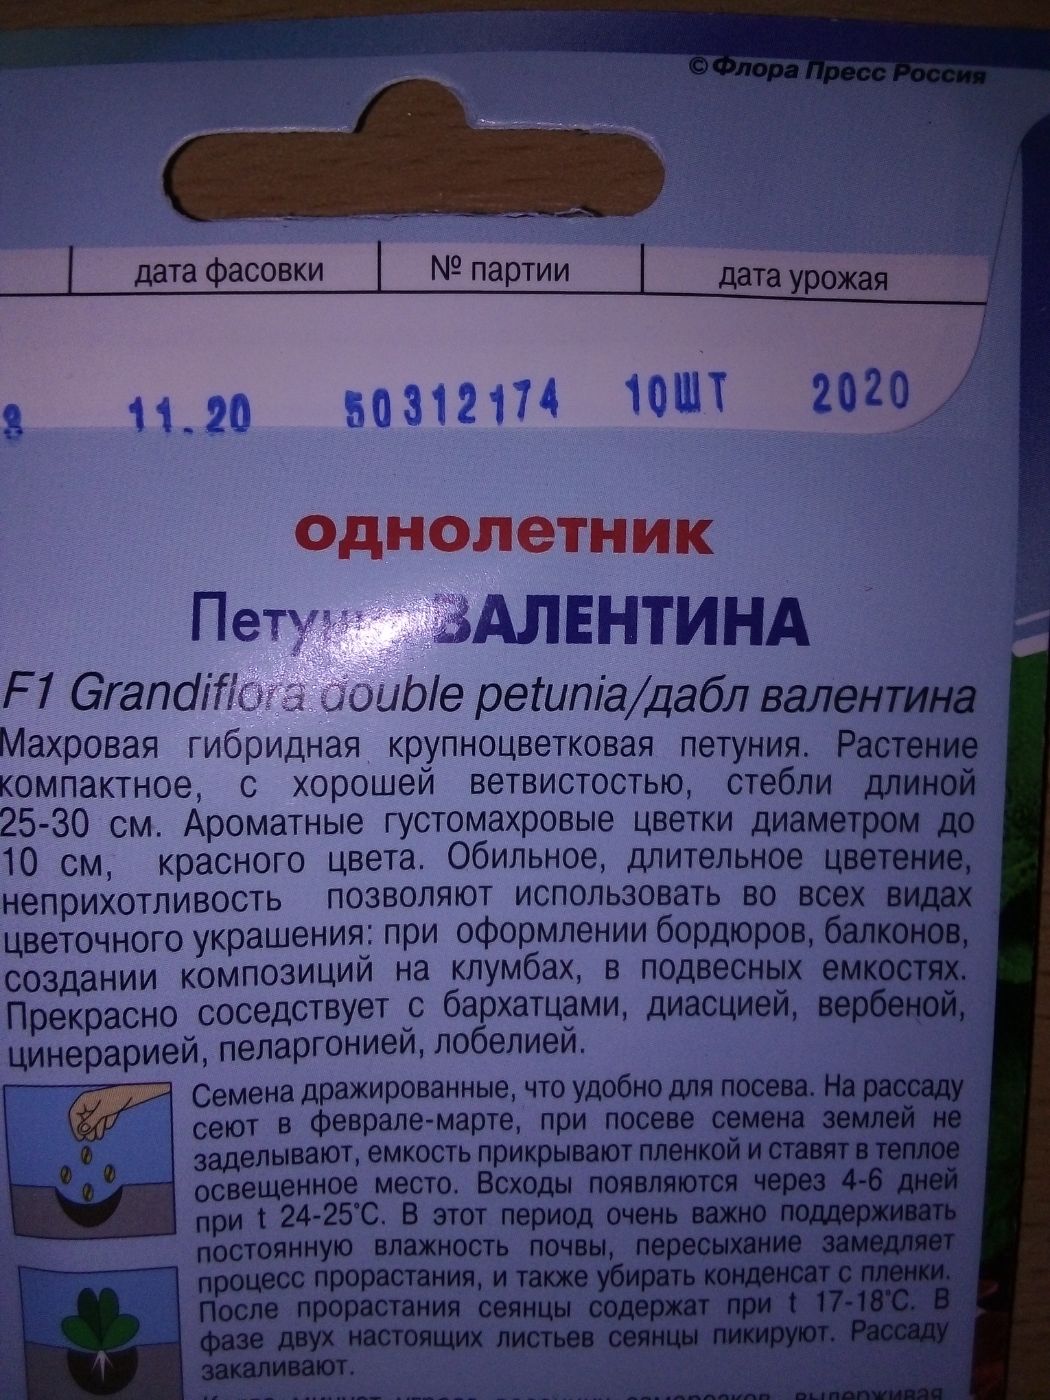 © Флора Пресс Россия
дата фасовки № партии дата урожая
11.20 50312174 10ШТ 2020
однолетник
Петуния ВАЛЕНТИНА
F1 Grandiflora double petunia/дабл валентина
Махровая гибридная крупноцветковая петуния. Растение
компактное, с хорошей ветвистостью, стебли длиной
25-30 см. Ароматные густомахровые цветки диаметром до
10 см, красного цвета. Обильное, длительное цветение,
неприхотливость позволяют использовать во всех видах
цветочного украшения: при оформлении бордюров, балконов,
создании композиций на клумбах, в подвесных емкостях.
Прекрасно соседствует с бархатцами, диасцией, вербеной,
цинерарией, пеларгонией, лобелией.
Семена дражированные, что удобно для посева. На рассаду
сеют в феврале-марте, при посеве семена землей не
заделывают, емкость прикрывают пленкой и ставят в теплое
освещенное место. Всходы появляются через 4-6 дней
при t 24-25°С. В этот период очень важно поддерживать
постоянную влажность почвы, пересыхание замедляет
процесс прорастания, и также убирать конденсат с пленки.
После прорастания сеянцы содержат при t 17-18°С. В
фазе двух настоящих листьев сеянцы пикируют. Рассаду
закаливают.